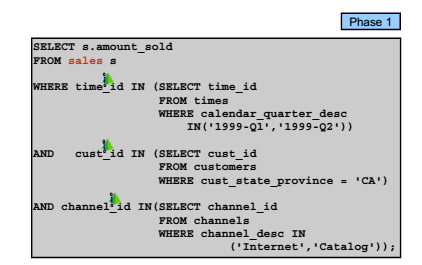 Phase 1
SELECT s.amount_sold
FROM sales s
WHERE time_id IN (SELECT time_id
FROM times
WHERE calendar_quarter_desc
IN('1999-Q1','1999-Q2'))
AND cust_id IN (SELECT cust_id
FROM customers
WHERE cust_state_province = 'CA')
AND channel_id IN(SELECT channel_id
FROM channels
WHERE channel_desc IN
('Internet','Catalog'));